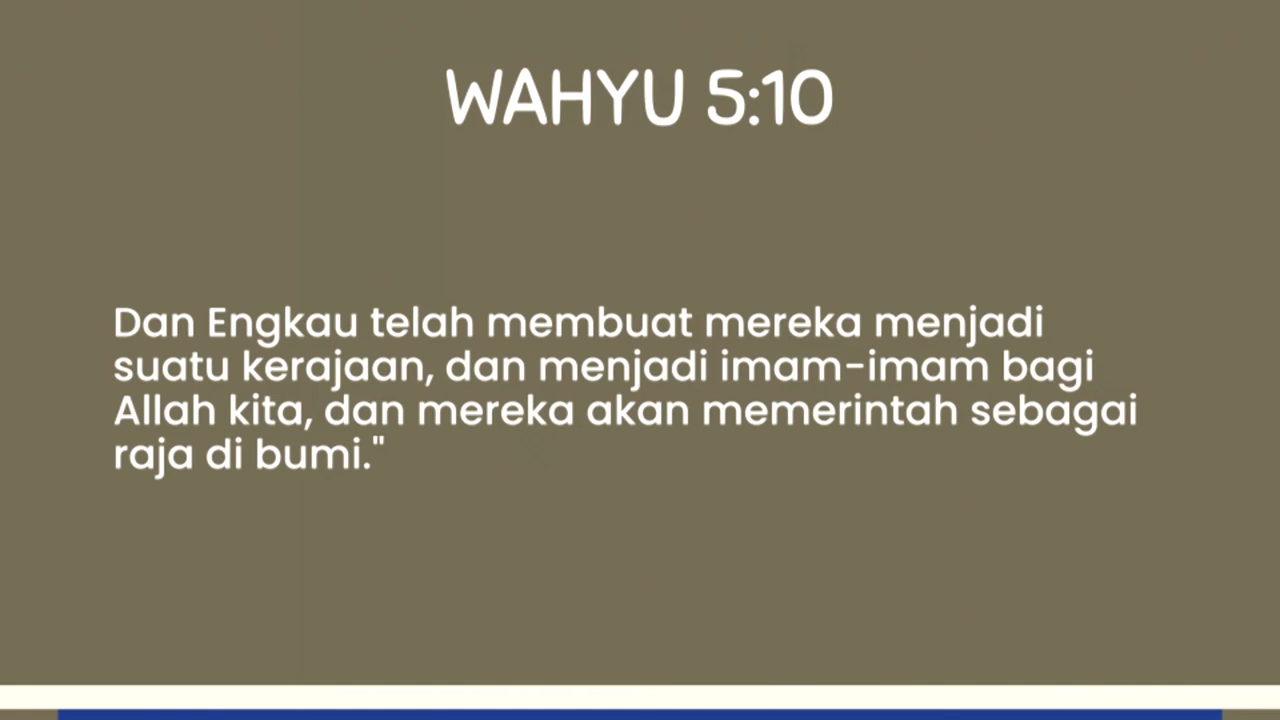 WAHYU 5:10
Dan Engkau telah membuat mereka menjadi
suatu kerajaan, dan menjadi imam-imam bagi
Allah kita, dan mereka akan memerintah sebagai
raja di bumi."